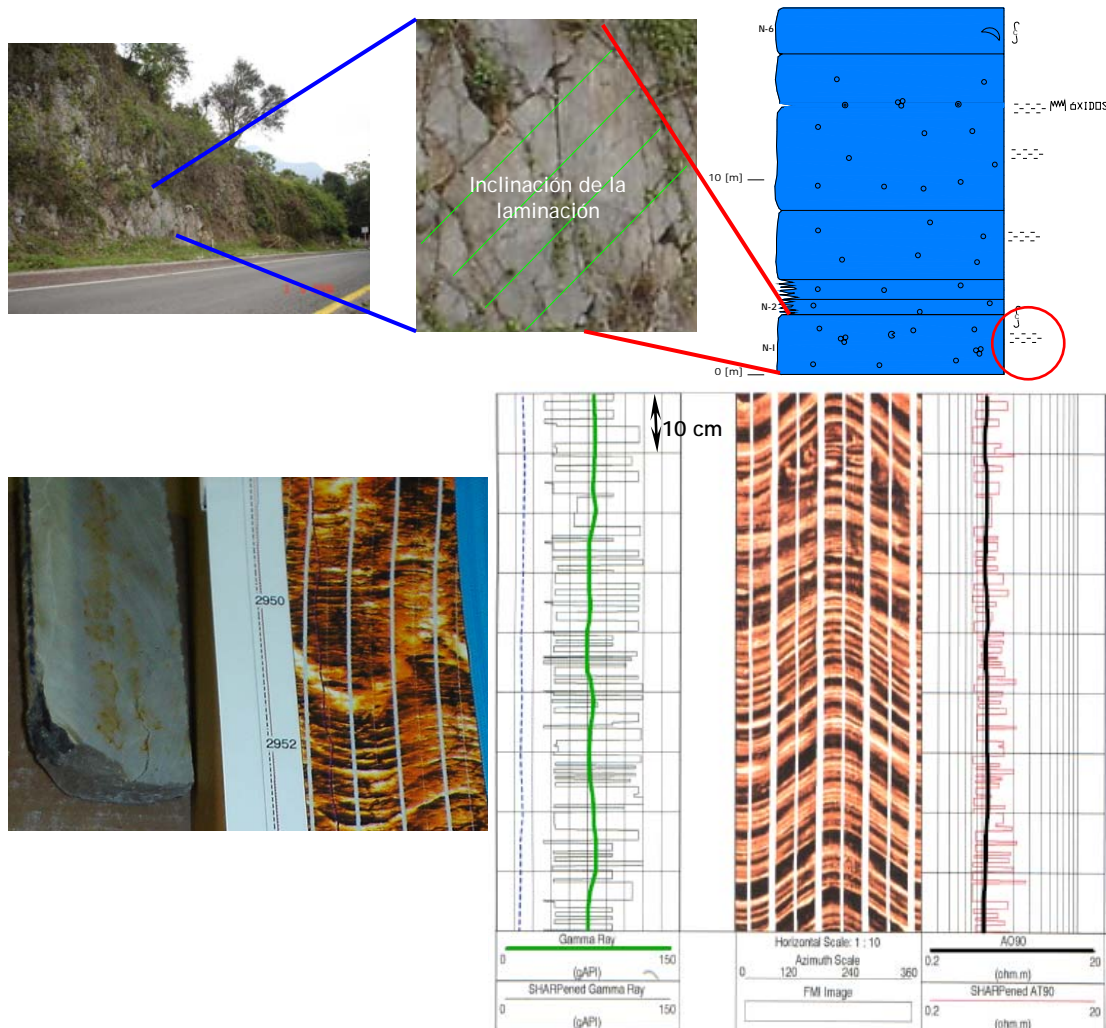 N-6
ÓXIDOS
10 [m]
N-2
N-1
0 [m]
Inclinación de la
laminación
10 cm
2950
2952
Gamma Ray
0 150
(gAPI)
SHARPened Gamma Ray
0 150
(gAPI)
Horizontal Scale: 1 : 10
Azimuth Scale
0 120 240 360
FMI Image
AO90
0.2 20
(ohm.m)
SHARPened AT90
0.2 20
(ohm.m)